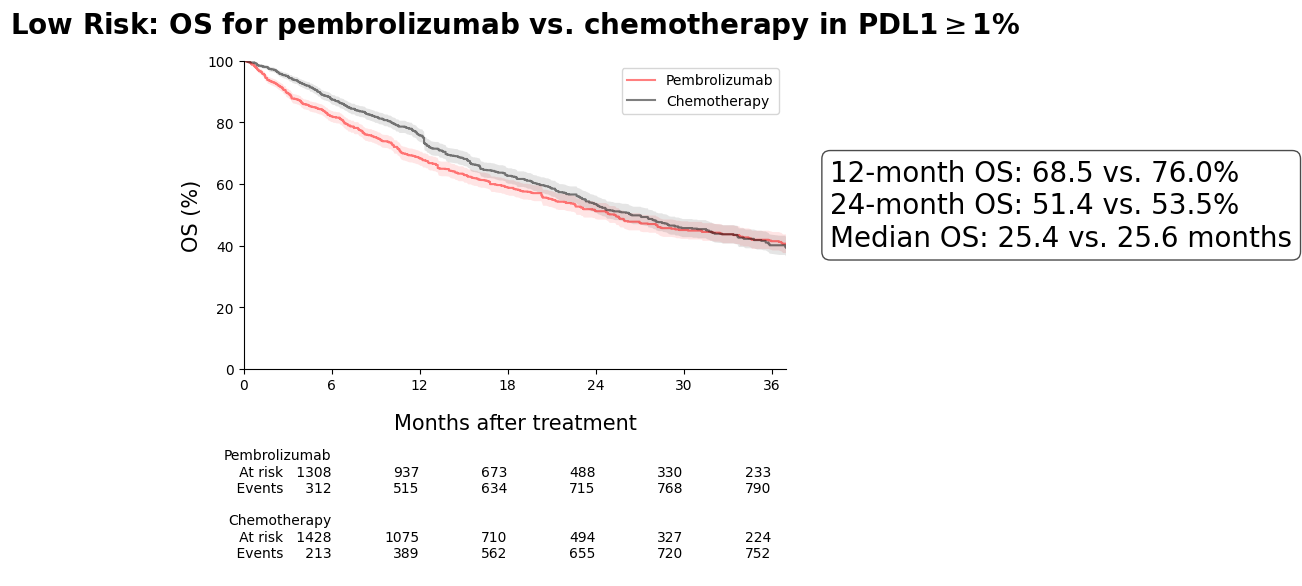 Low Risk: OS for pembrolizumab vs. chemotherapy in PDL1 ≥ 1%
100
80
60
40
20
0
OS (%)
Pembrolizumab
Chemotherapy
0 6 12 18 24 30 36
Months after treatment
12-month OS: 68.5 vs. 76.0%
24-month OS: 51.4 vs. 53.5%
Median OS: 25.4 vs. 25.6 months
Pembrolizumab
At risk 1308 937 673 488 330 233
Events 312 515 634 715 768 790
Chemotherapy
At risk 1428 1075 710 494 327 224
Events 213 389 562 655 720 752